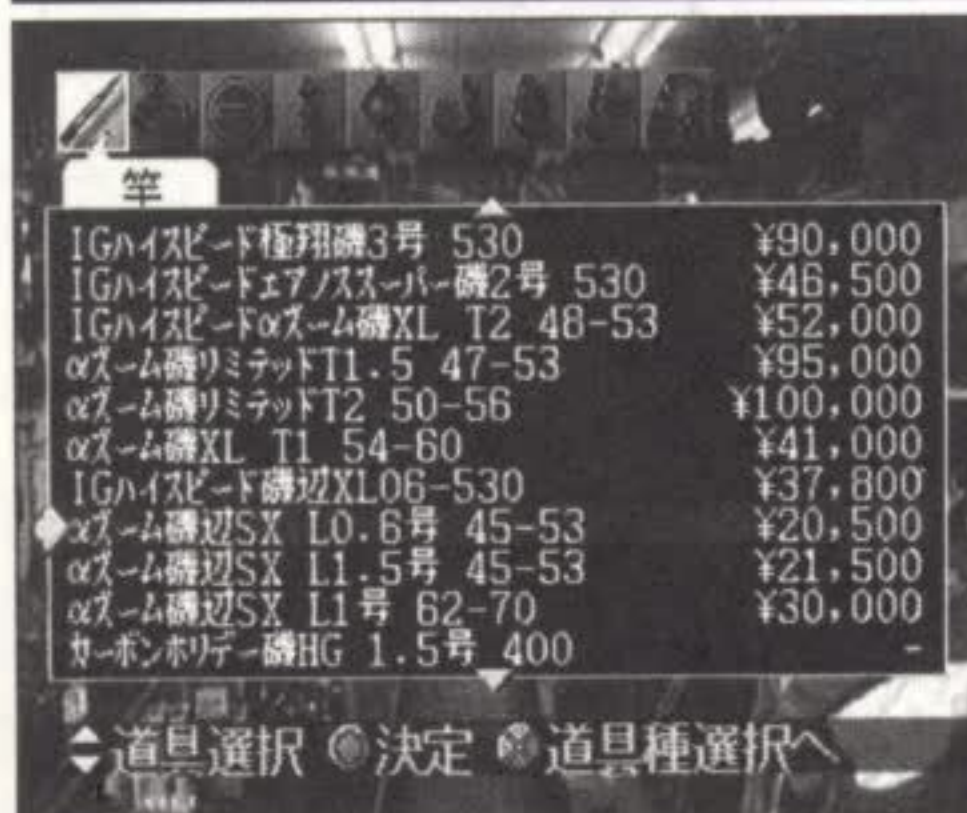 竿
IGハイスピード極翔磯3号 530 ¥90,000
IGハイスピードエアノススーパー磯2号 530 ¥46,500
IGハイスピードαズーム磯XL T2 48-53 ¥52,000
αズーム磯リミテッドT1.5 47-53 ¥95,000
αズーム磯リミテッドT2 50-56 ¥100,000
αズーム磯XL T1 54-60 ¥41,000
IGハイスピード磯辺XL06-530 ¥37,800
αズーム磯辺SX L0.6号 45-53 ¥20,500
αズーム磯辺SX L1.5号 45-53 ¥21,500
αズーム磯辺SX L1号 62-70 ¥30,000
カーボンホリデー磯HG 1.5号 400 -
道具選択 決定 道具種選択へ